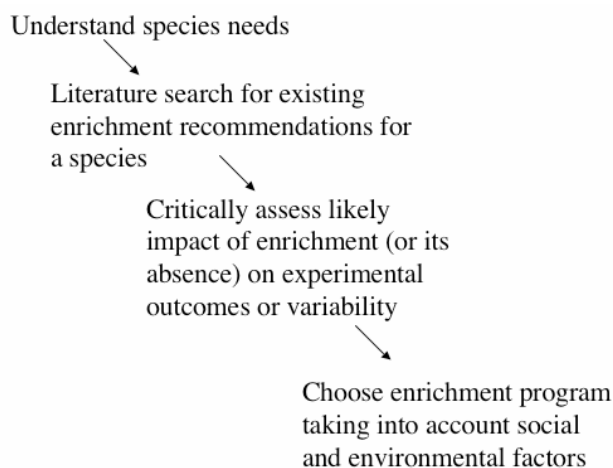 Understand species needs
Literature search for existing
enrichment recommendations for
a species
Critically assess likely
impact of enrichment (or its
absence) on experimental
outcomes or variability
Choose enrichment program
taking into account social
and environmental factors